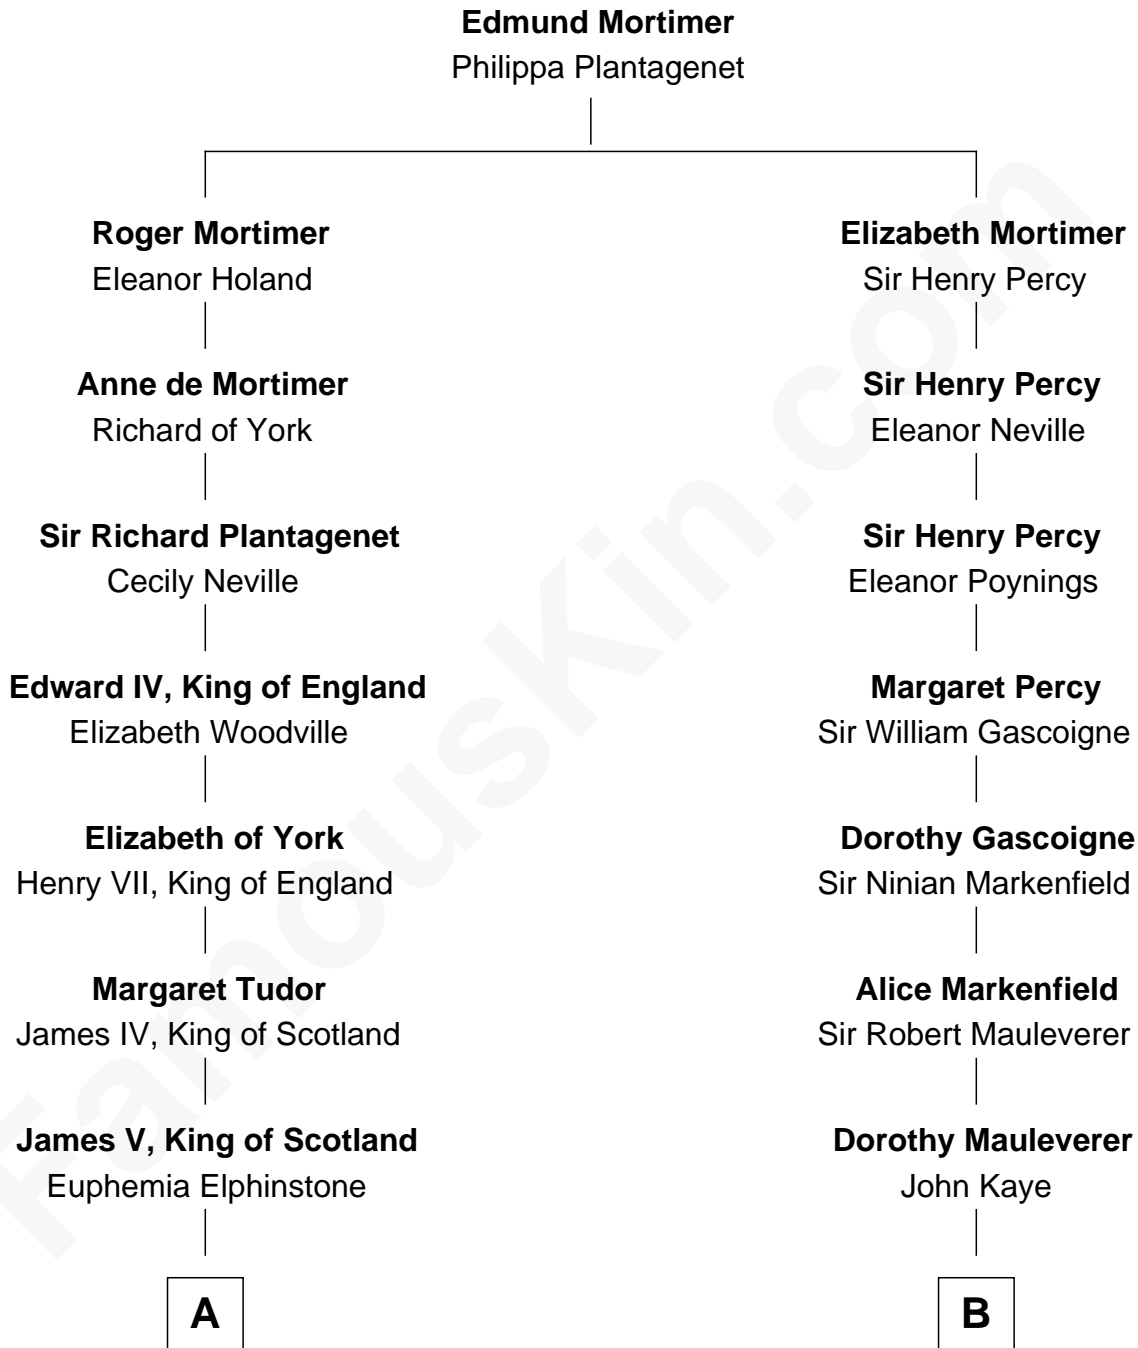 Edmund Mortimer
Philippa Plantagenet
Roger Mortimer
Eleanor Holand
Anne de Mortimer
Richard of York
Sir Richard Plantagenet
Cecily Neville
Edward IV, King of England
Elizabeth Woodville
Elizabeth of York
Henry VII, King of England
Margaret Tudor
James IV, King of Scotland
James V, King of Scotland
Euphemia Elphinstone
A
Elizabeth Mortimer
Sir Henry Percy
Sir Henry Percy
Eleanor Neville
Sir Henry Percy
Eleanor Poynings
Margaret Percy
Sir William Gascoigne
Dorothy Gascoigne
Sir Ninian Markenfield
Alice Markenfield
Sir Robert Mauleverer
Dorothy Mauleverer
John Kaye
B
FamousKin.com